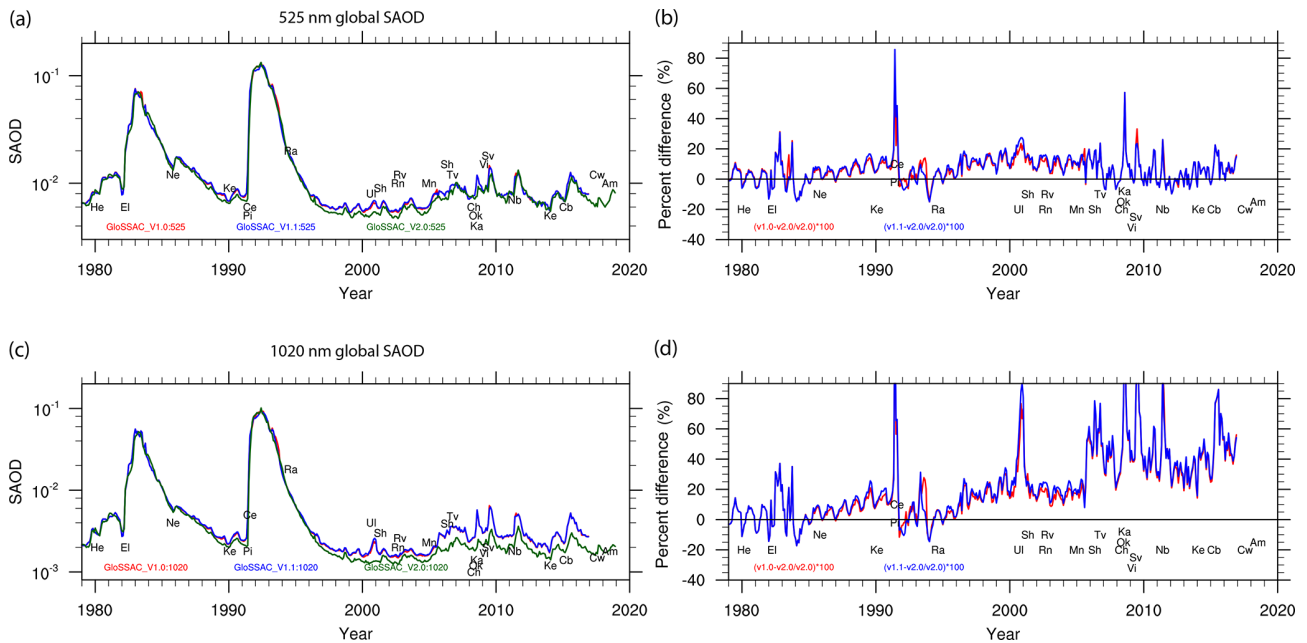 (a)
525 nm global SAOD
SAOD
10-1
10-2
He El Ne Ke Ce Pi Ra Ul Sh Rv Rn Mn Sh Tv Sv Vi Ch Ok Ka Nb Ke Cb Cw Am
GloSSAC_V1.0:525 GloSSAC_V1.1:525 GloSSAC_V2.0:525
1980 1990 2000 2010 2020
Year
(b)
Percent difference (%)
80
60
40
20
0
-20
-40
He El Ne Ke Ce Pi Ra Ul Sh Rv Rn Mn Sh Tv Ka Ok Ch Sv Vi Nb Ke Cb Cw Am
(v1.0-v2.0/v2.0)*100 (v1.1-v2.0/v2.0)*100
1980 1990 2000 2010 2020
Year
(c)
1020 nm global SAOD
SAOD
10-1
10-2
10-3
He El Ne Ke Ce Pi Ra Ul Sh Rv Rn Mn Sh Tv Sv Vi Ka Ok Ch Nb Ke Cb Cw Am
GloSSAC_V1.0:1020 GloSSAC_V1.1:1020 GloSSAC_V2.0:1020
1980 1990 2000 2010 2020
Year
(d)
Percent difference (%)
80
60
40
20
0
-20
-40
He El Ne Ke Ce Pi Ra Ul Sh Rv Rn Mn Sh Tv Ka Ok Ch Sv Vi Nb Ke Cb Cw Am
(v1.0-v2.0/v2.0)*100 (v1.1-v2.0/v2.0)*100
1980 1990 2000 2010 2020
Year